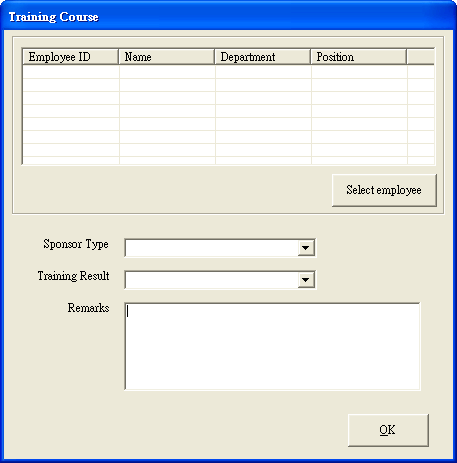 Training Course
Employee ID Name Department Position
Select employee
Sponsor Type
Training Result
Remarks
OK